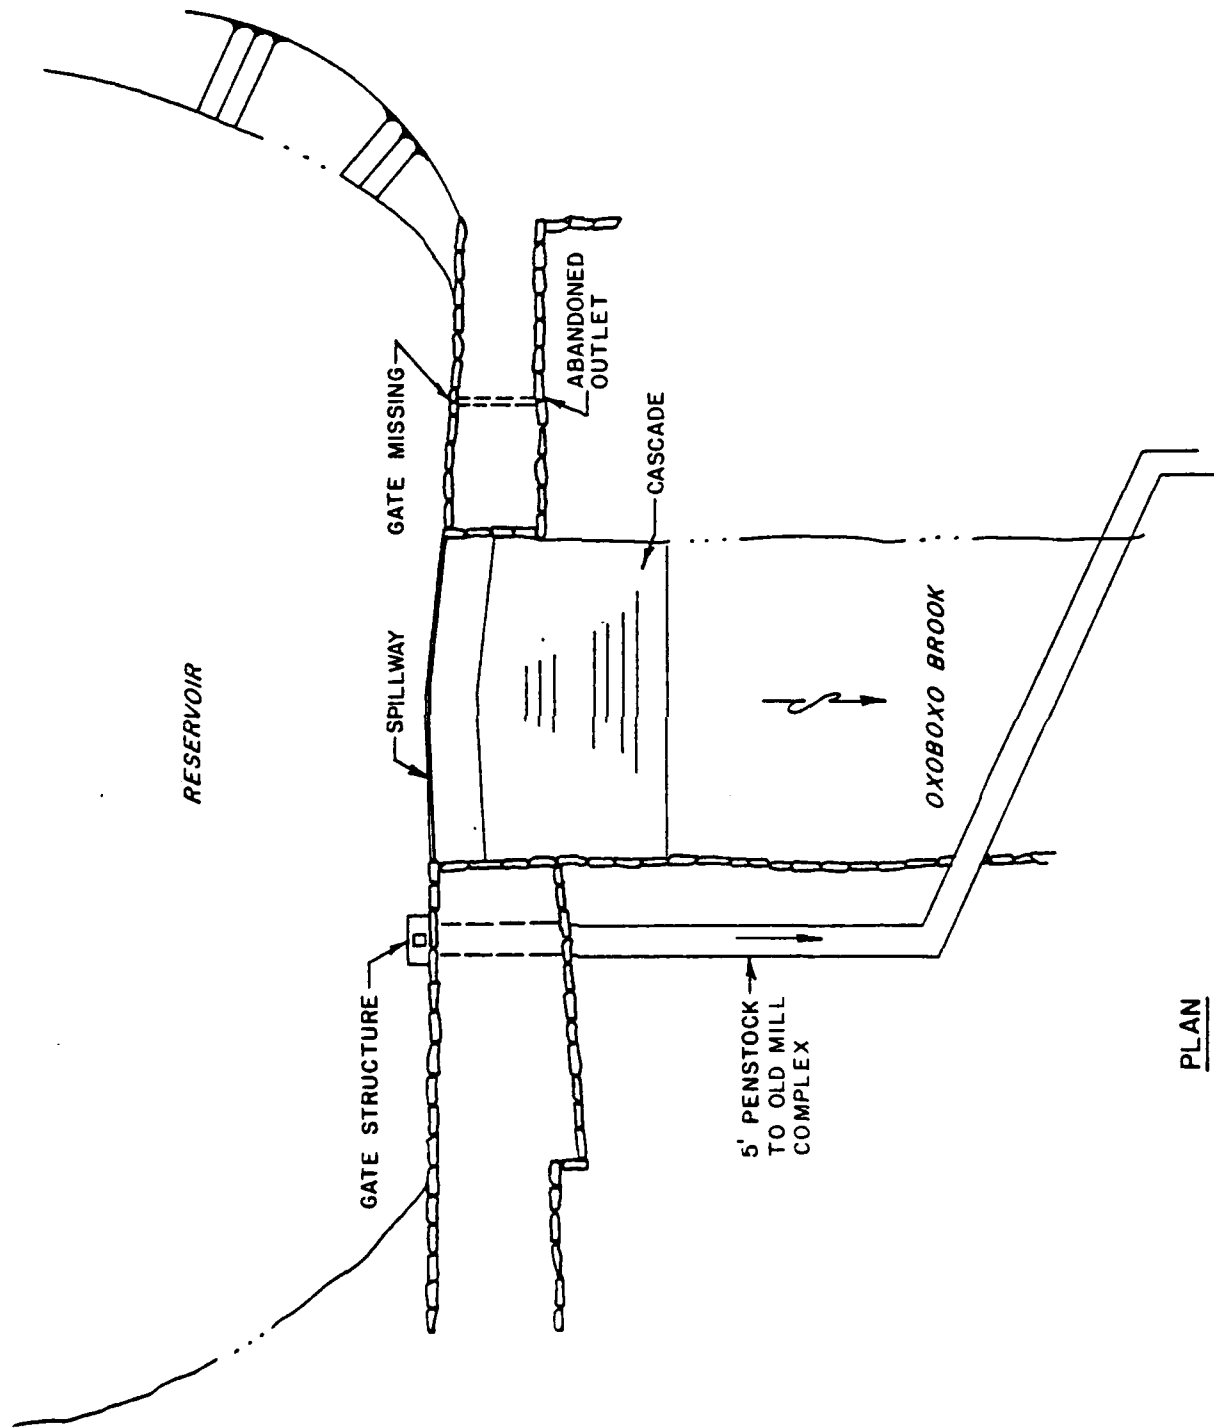 RESERVOIR
SPILLWAY
GATE MISSING
GATE STRUCTURE
ABANDONED
OUTLET
CASCADE
5' PENSTOCK
TO OLD MILL
COMPLEX
OXOBOXO BROOK
PLAN